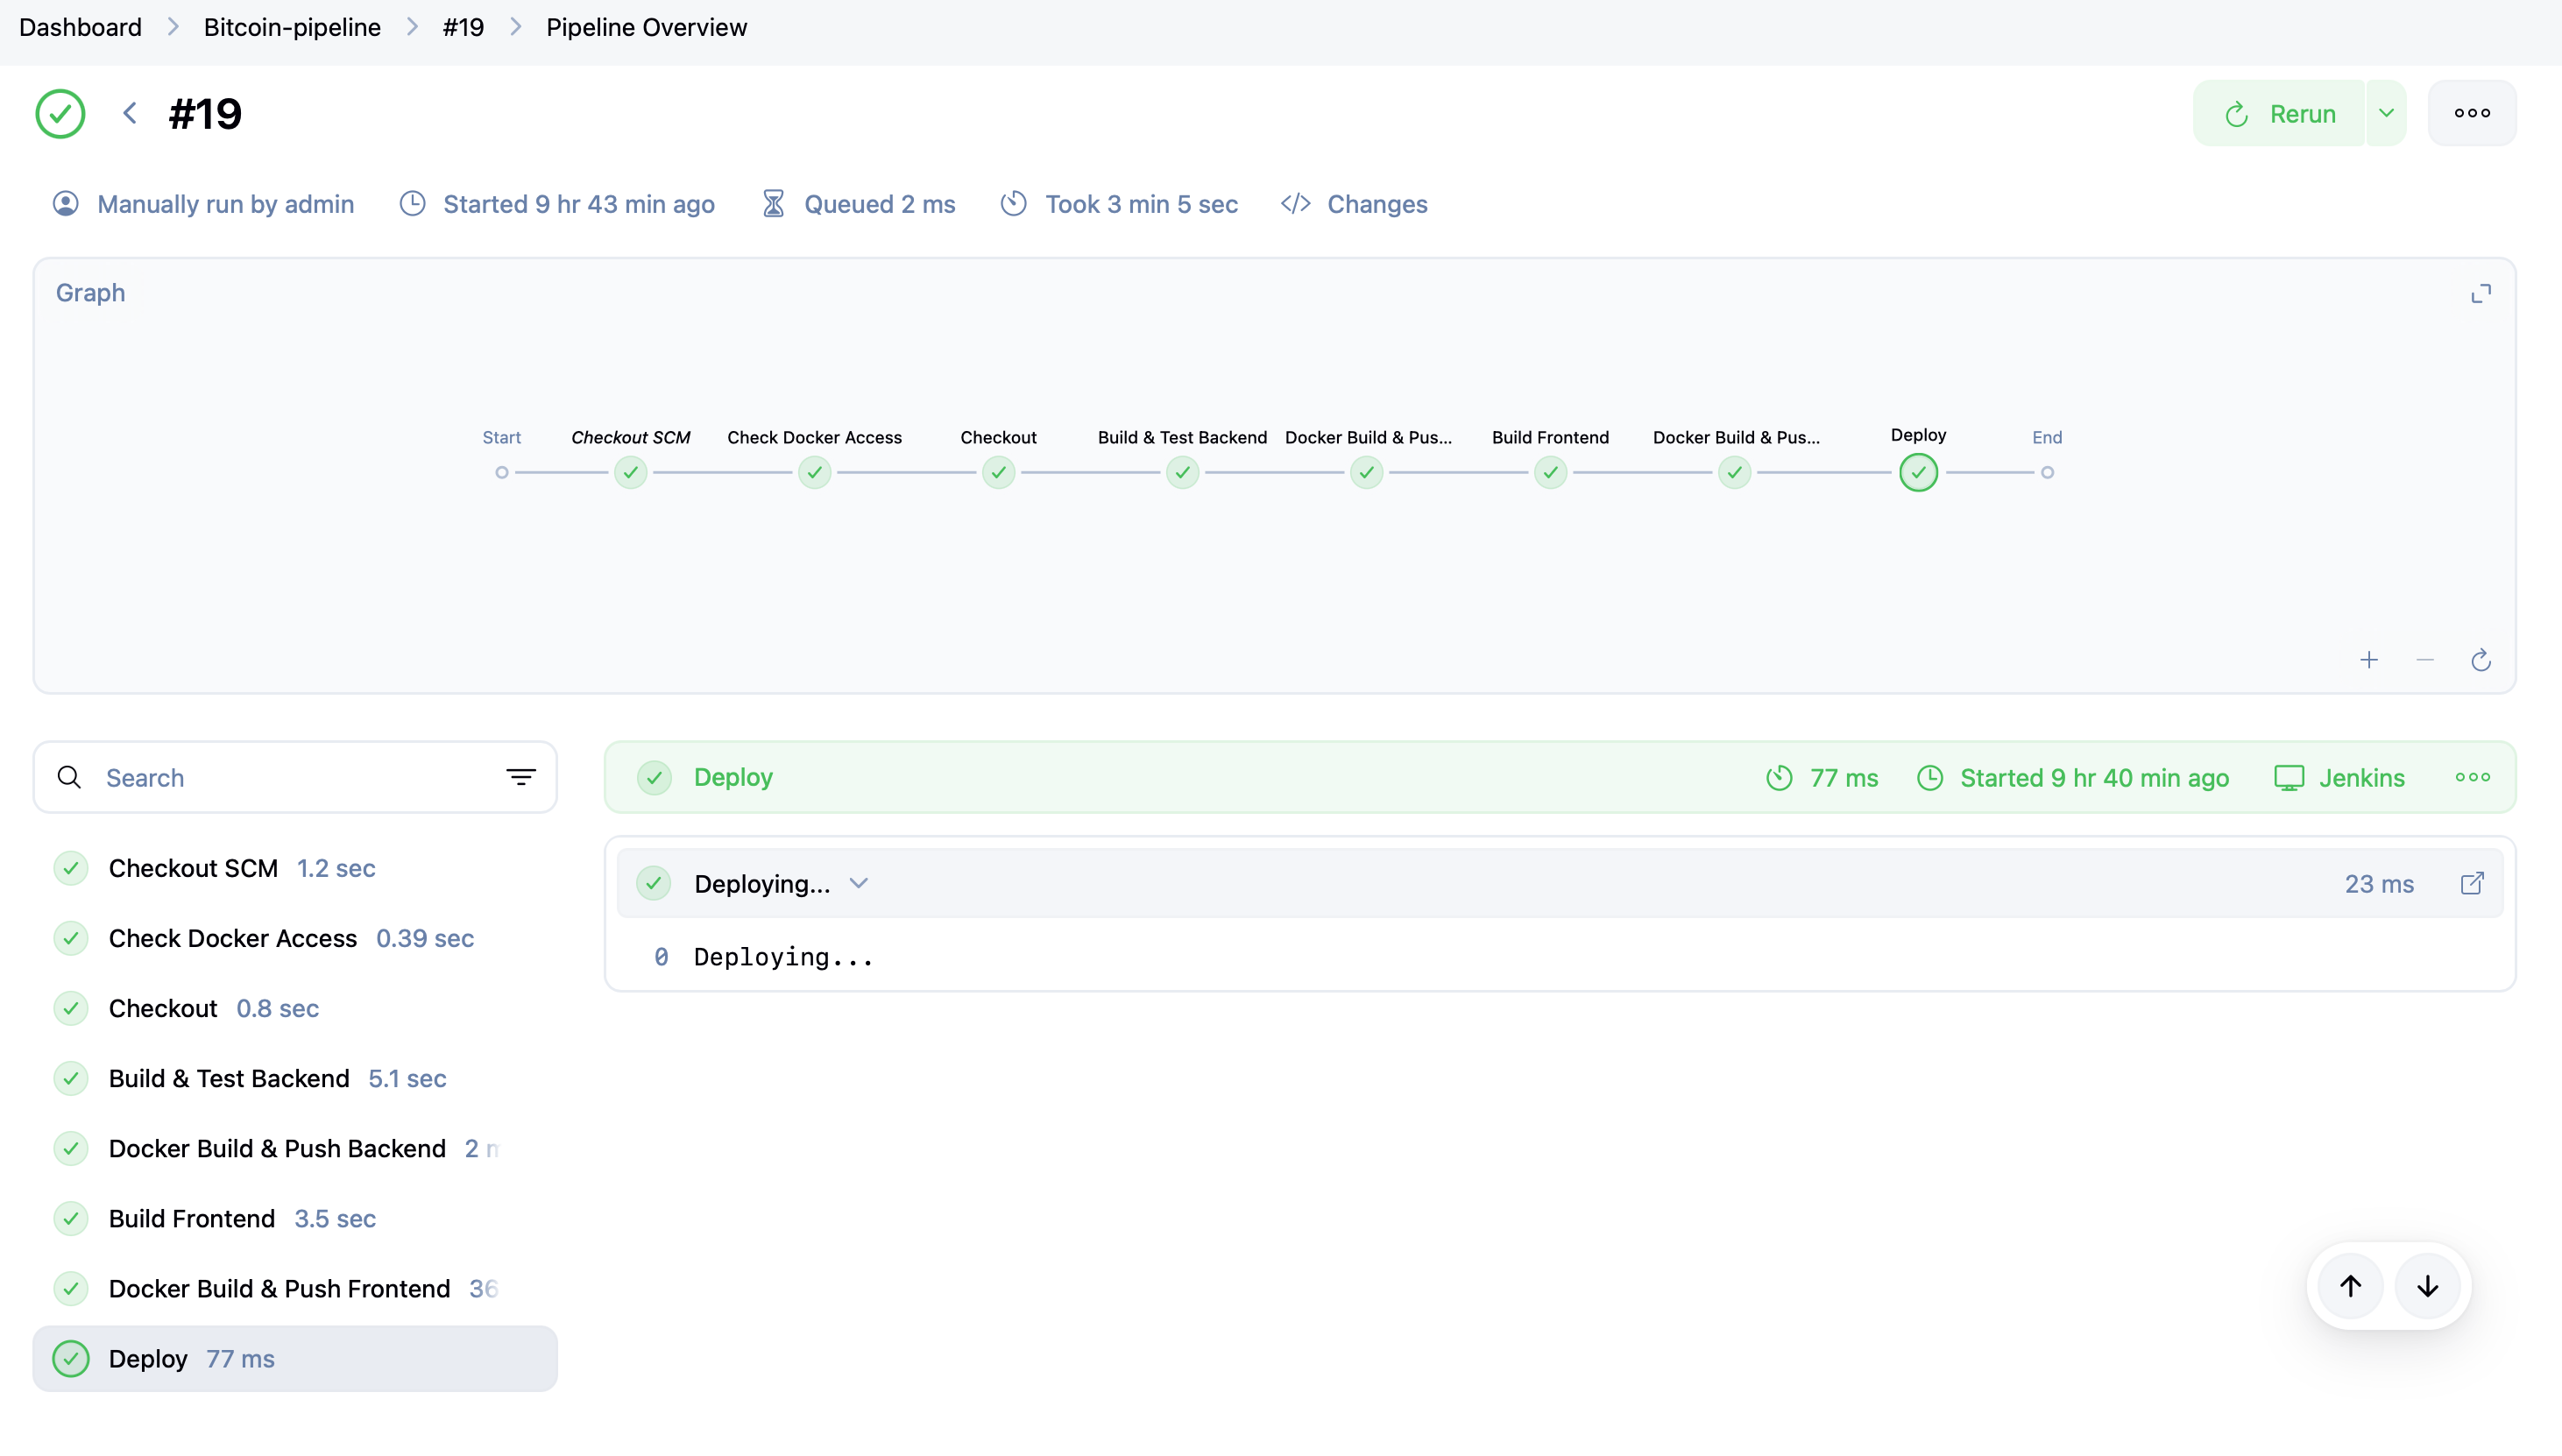 Dashboard > Bitcoin-pipeline > #19 > Pipeline Overview
#19
Rerun
Manually run by admin Started 9 hr 43 min ago Queued 2 ms Took 3 min 5 sec Changes
Graph
Start Checkout SCM Check Docker Access Checkout Build & Test Backend Docker Build & Pus... Build Frontend Docker Build & Pus... Deploy End
Search
Deploy 77 ms Started 9 hr 40 min ago Jenkins
Deploying... 23 ms
0 Deploying...
Checkout SCM 1.2 sec
Check Docker Access 0.39 sec
Checkout 0.8 sec
Build & Test Backend 5.1 sec
Docker Build & Push Backend 2 m
Build Frontend 3.5 sec
Docker Build & Push Frontend 36
Deploy 77 ms